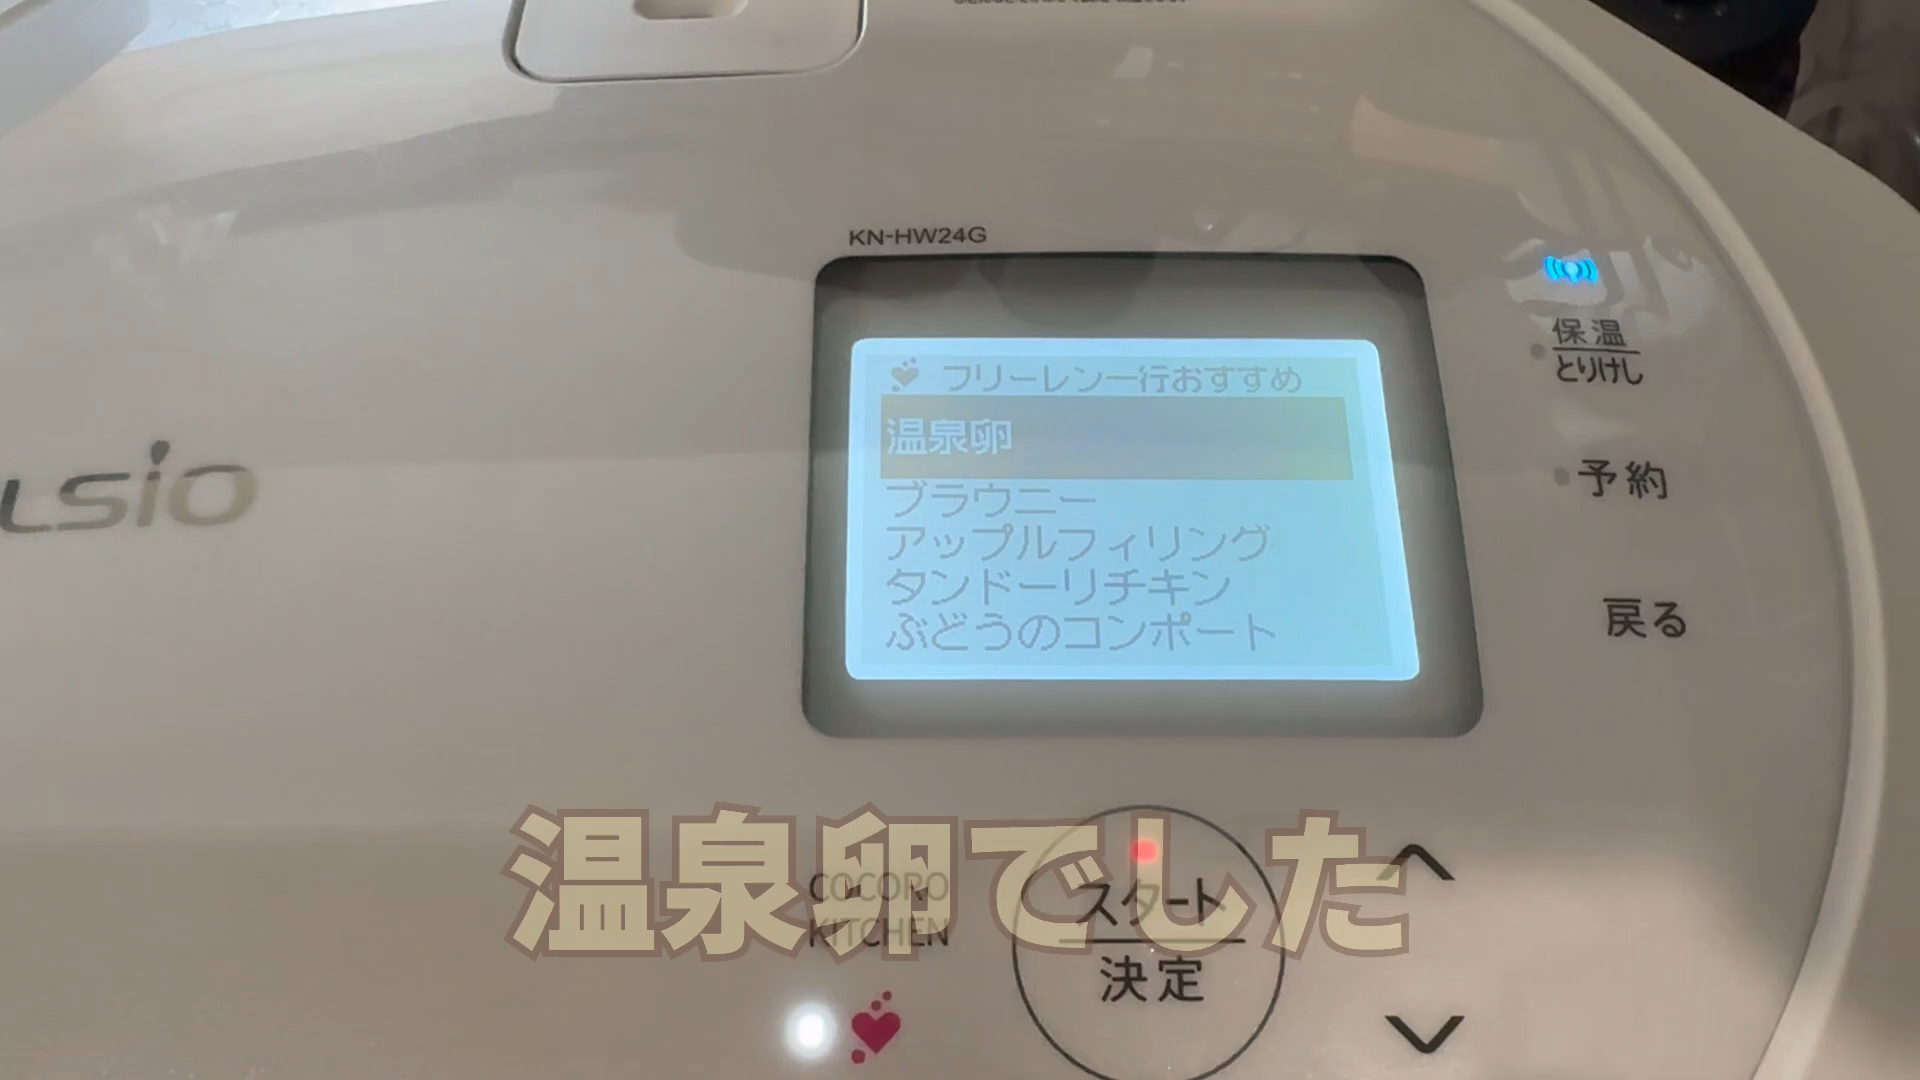 KN-HW24G
LSIO
フリーレン一行おすすめ
温泉卵
ブラウニー
アップルフィリング
タンドーリチキン
ぶどうのコンポート
保温
とりけし
予約
戻る
温泉卵でした
COCORO
KITCHEN
スタート
決定